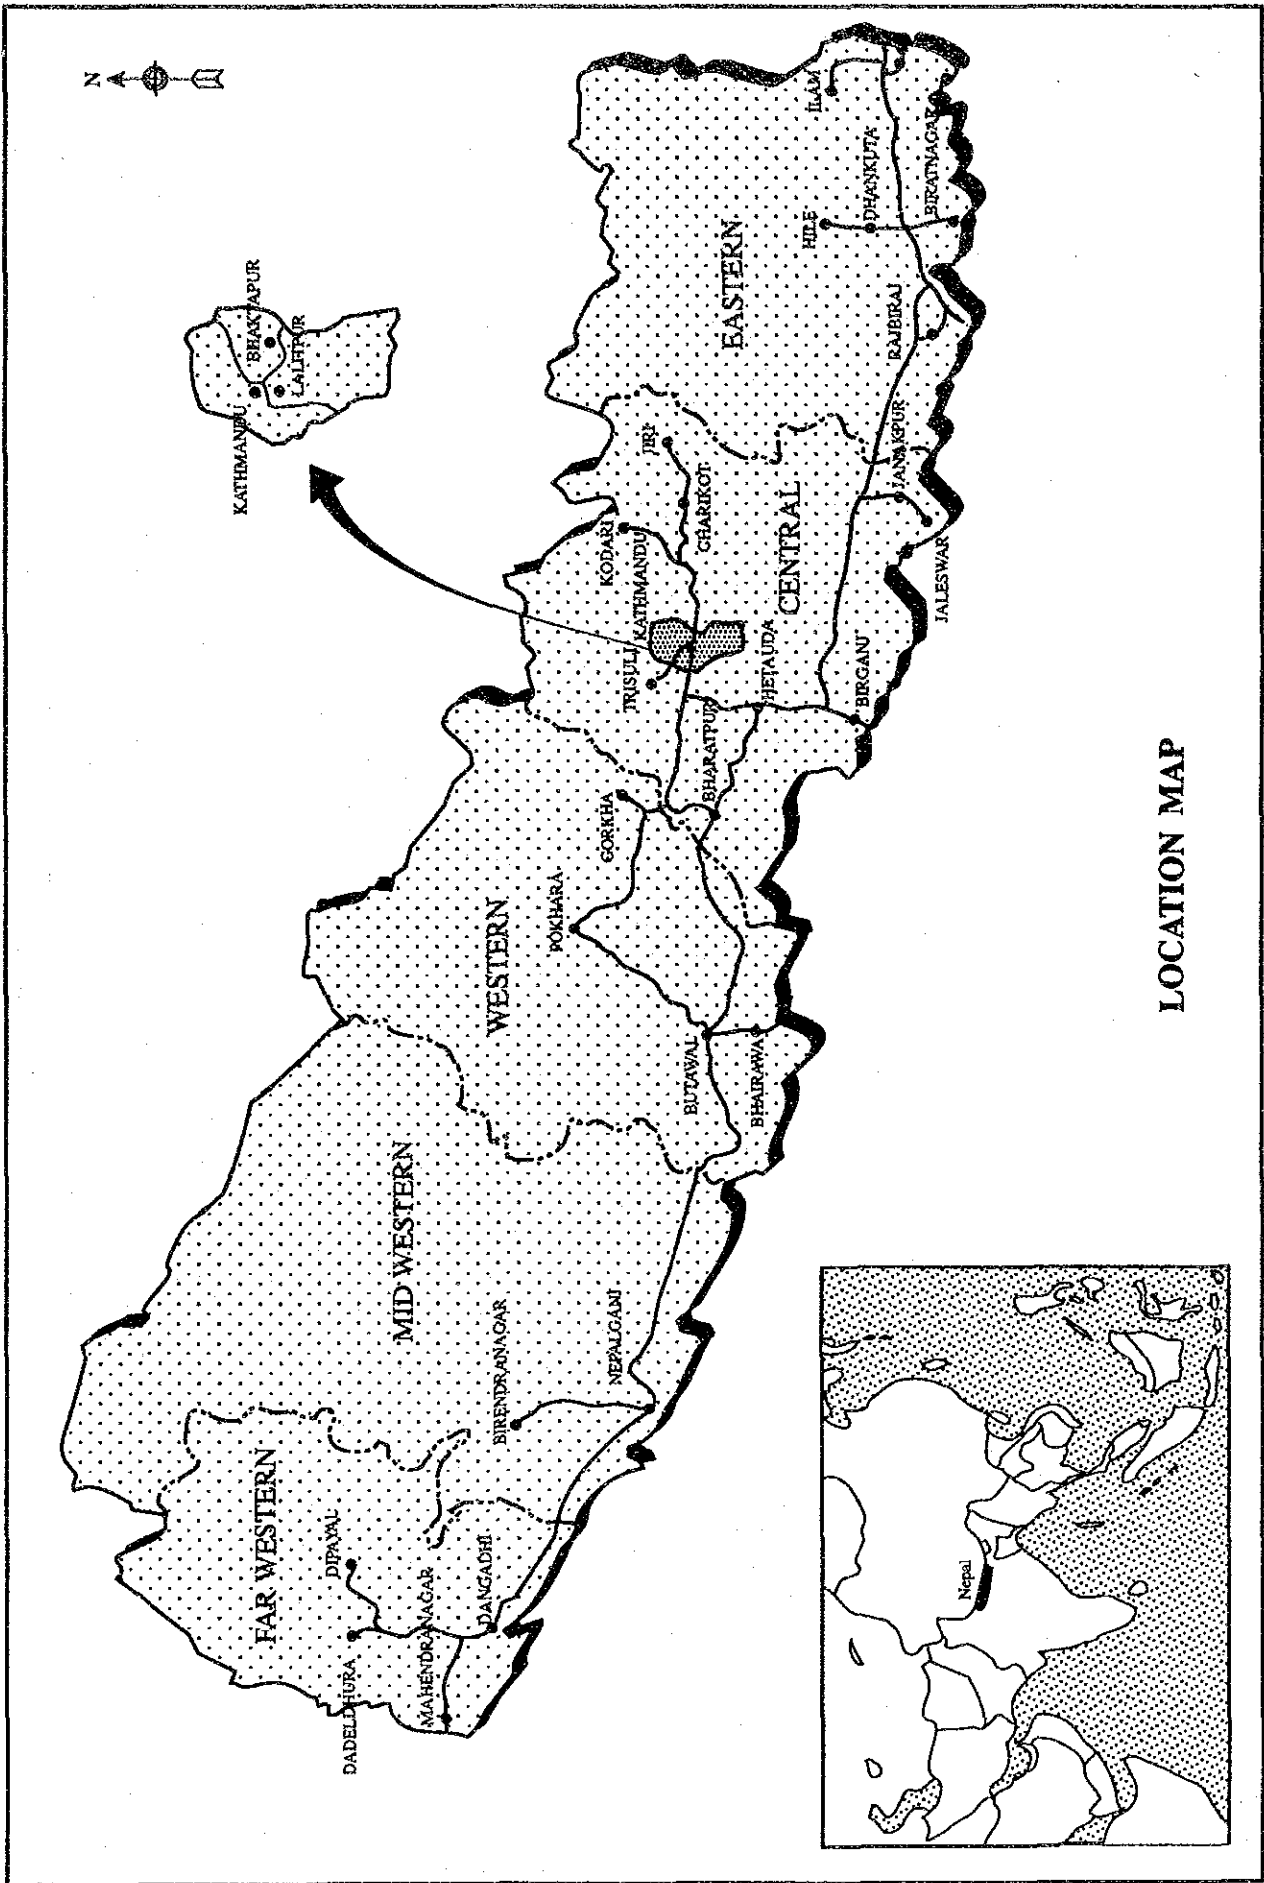 N
KATHMANDU
BHAKTAPUR
LALITPUR
FAR WESTERN
DIPAYAL
DADELDHURA
MAHENDRANAGAR
DANGADHI
MID WESTERN
BIRENDRANAGAR
NEPALGANJ
WESTERN
POKHARA
GORKHA
BUTAWAL
BHAIRAWA
TRISULI
KATHMANDU
KODARI
JIRI
CHARIKOT
CENTRAL
BHARATPUR
HETAUDA
BIRGANJ
JANAKPUR
JALESWAR
EASTERN
HILE
DHANKUTA
ILAM
RAJBIRAJ
BIRATNAGAR
Nepal
LOCATION MAP